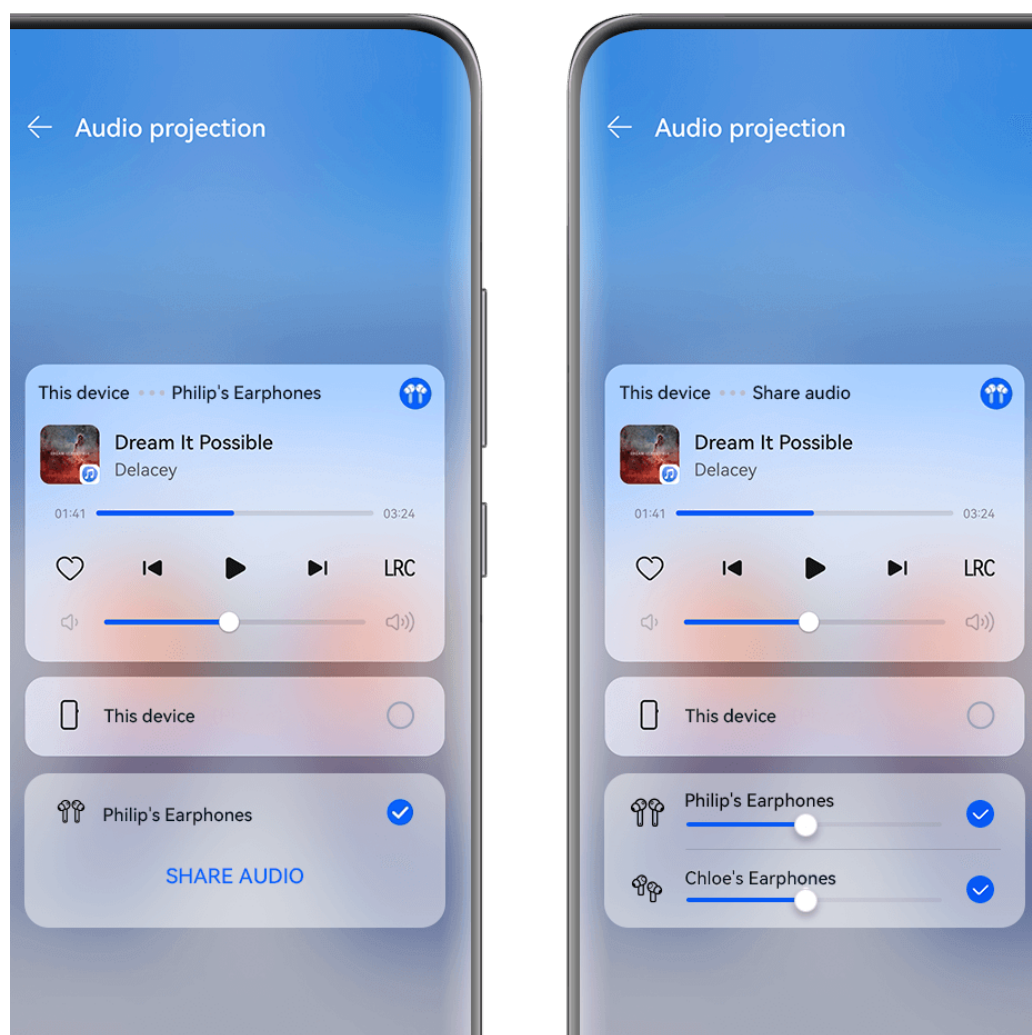 Audio projection
This device Philip's Earphones
Dream It Possible
Delacey
01:41 03:24
LRC
This device
Philip's Earphones
SHARE AUDIO
Audio projection
This device Share audio
Dream It Possible
Delacey
01:41 03:24
LRC
This device
Philip's Earphones
Chloe's Earphones